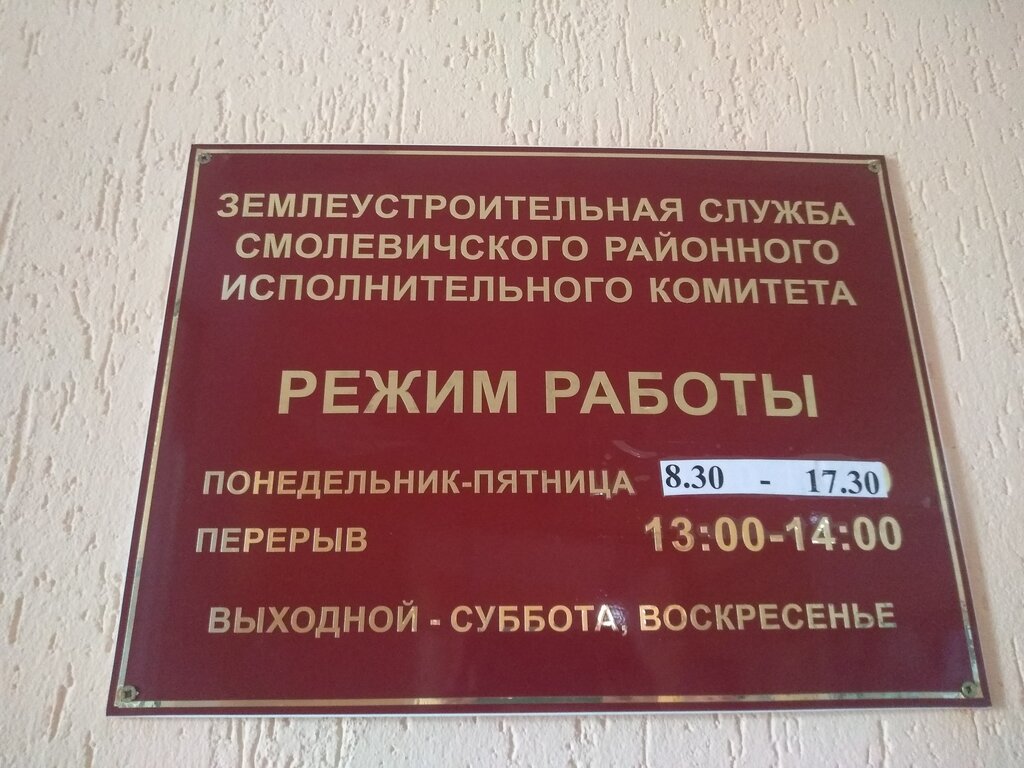 ЗЕМЛЕУСТРОИТЕЛЬНАЯ СЛУЖБА
СМОЛЕВИЧСКОГО РАЙОННОГО
ИСПОЛНИТЕЛЬНОГО КОМИТЕТА
РЕЖИМ РАБОТЫ
ПОНЕДЕЛЬНИК-ПЯТНИЦА 8.30 - 17.30
ПЕРЕРЫВ 13:00-14:00
ВЫХОДНОЙ - СУББОТА, ВОСКРЕСЕНЬЕ